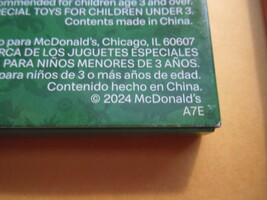 ommended for children age 3 and over.
PECIAL TOYS FOR CHILDREN UNDER 3.
Contents made in China.
o para McDonald's, Chicago, IL 60607
RCA DE LOS JUGUETES ESPECIALES
PARA NIÑOS MENORES DE 3 AÑOS.
para niños de 3 o más años de edad.
Contenido hecho en China.
© 2024 McDonald's
A7E